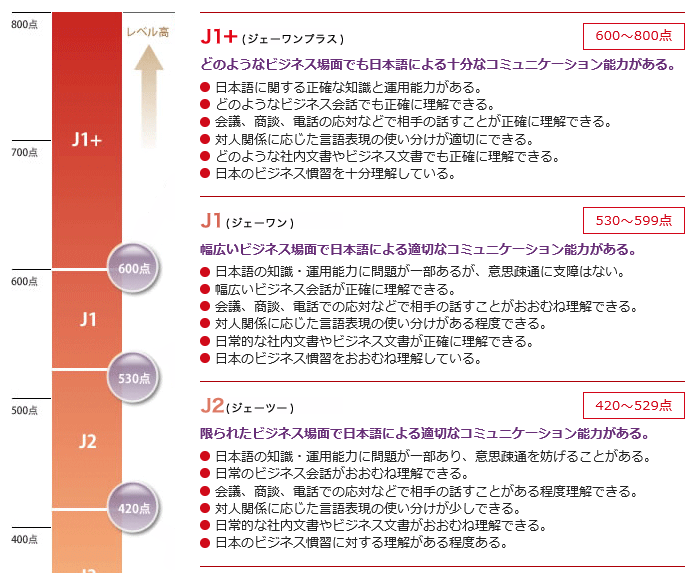 800点
レベル高
J1+
700点
600点
600点
J1
530点
500点
J2
420点
400点
J1+ (ジェーワンプラス)
600～800点
どのようなビジネス場面でも日本語による十分なコミュニケーション能力がある。
● 日本語に関する正確な知識と運用能力がある。
● どのようなビジネス会話でも正確に理解できる。
● 会議、商談、電話の応対などで相手の話すことが正確に理解できる。
● 対人関係に応じた言語表現の使い分けが適切にできる。
● どのような社内文書やビジネス文書でも正確に理解できる。
● 日本のビジネス慣習を十分理解している。
J1 (ジェーワン)
530～599点
幅広いビジネス場面で日本語による適切なコミュニケーション能力がある。
● 日本語の知識・運用能力に問題が一部あるが、意思疎通に支障はない。
● 幅広いビジネス会話が正確に理解できる。
● 会議、商談、電話での応対などで相手の話すことがおおむね理解できる。
● 対人関係に応じた言語表現の使い分けがある程度できる。
● 日常的な社内文書やビジネス文書が正確に理解できる。
● 日本のビジネス慣習をおおむね理解している。
J2 (ジェーツー)
420～529点
限られたビジネス場面で日本語による適切なコミュニケーション能力がある。
● 日本語の知識・運用能力に問題が一部あり、意思疎通を妨げることがある。
● 日常のビジネス会話がおおむね理解できる。
● 会議、商談、電話での応対などで相手の話すことがある程度理解できる。
● 対人関係に応じた言語表現の使い分けが少しできる。
● 日常的な社内文書やビジネス文書がおおむね理解できる。
● 日本のビジネス慣習に対する理解がある程度ある。